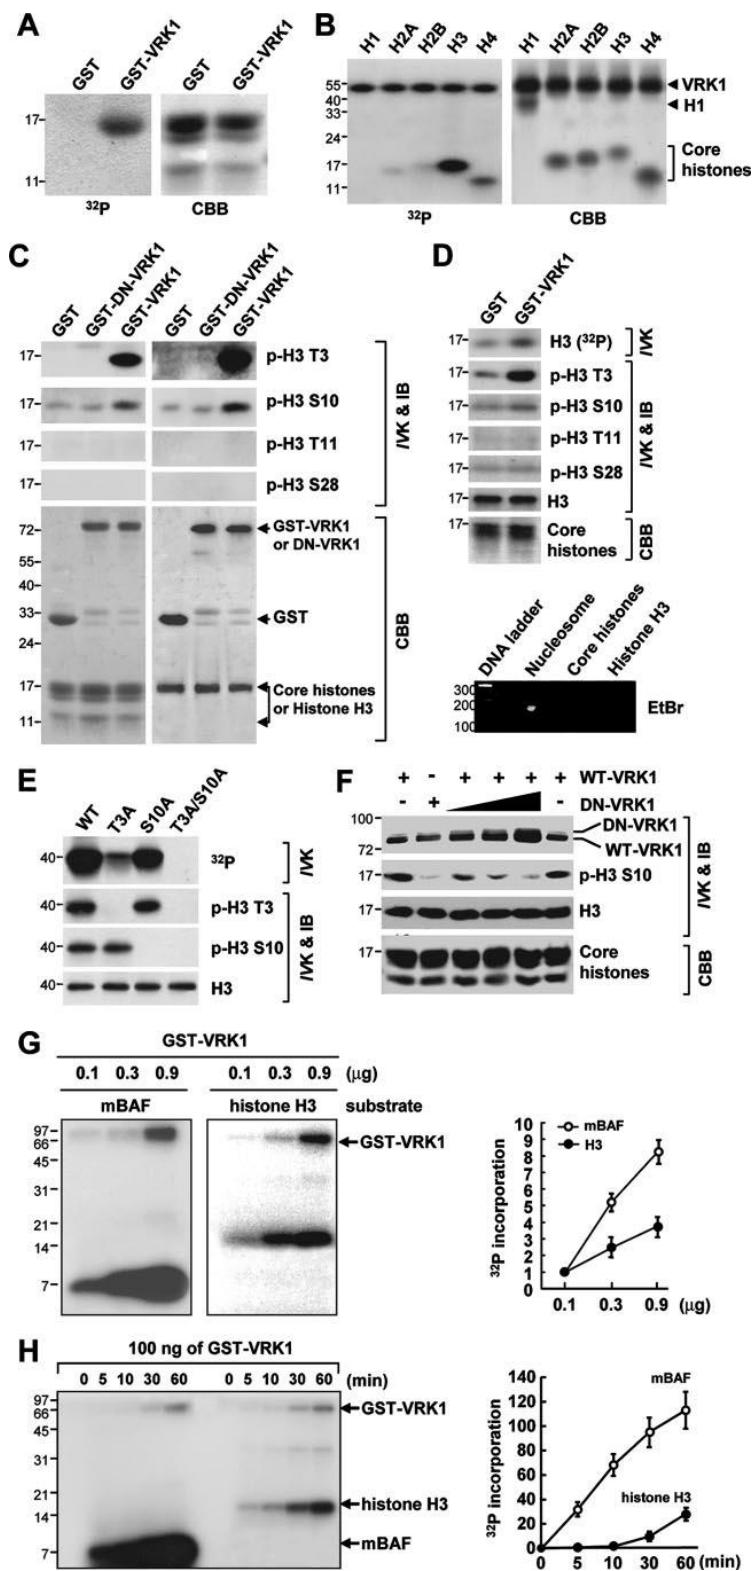 A
GST
GST-VRK1
GST
GST-VRK1
17
11
32P
CBB
B
H1
H2A
H2B
H3
H4
H1
H2A
H2B
H3
H4
55
40
33
24
17
11
VRK1
H1
Core
histones
32P
CBB
C
GST
GST-DN-VRK1
GST-VRK1
GST
GST-DN-VRK1
GST-VRK1
17
p-H3 T3
17
p-H3 S10
17
p-H3 T11
17
p-H3 S28
IVK & IB
72
55
40
33
24
17
11
GST-VRK1
or DN-VRK1
GST
Core histones
or Histone H3
CBB
D
GST
GST-VRK1
17
H3 (32P)
IVK
17
p-H3 T3
17
p-H3 S10
17
p-H3 T11
17
p-H3 S28
17
H3
IVK & IB
17
Core
histones
CBB
DNA ladder
Nucleosome
Core histones
Histone H3
300
200
100
EtBr
E
WT
T3A
S10A
T3A/S10A
40
32P
IVK
40
p-H3 T3
40
p-H3 S10
40
H3
IVK & IB
F
+ - + + + + WT-VRK1
- + - DN-VRK1
100
72
DN-VRK1
WT-VRK1
17
p-H3 S10
17
H3
IVK & IB
17
Core
histones
CBB
G
GST-VRK1
0.1 0.3 0.9 0.1 0.3 0.9 (μg)
mBAF histone H3 substrate
97
66
45
31
21
14
7
GST-VRK1
mBAF
H3
32P incorporation
10
9
8
7
6
5
4
3
2
1
0
0.1 0.3 0.9 (μg)
H
100 ng of GST-VRK1
0 5 10 30 60 0 5 10 30 60 (min)
97
66
45
31
21
14
7
GST-VRK1
histone H3
mBAF
32P incorporation
140
120
100
80
60
40
20
0
mBAF
histone H3
0 5 10 30 60 (min)